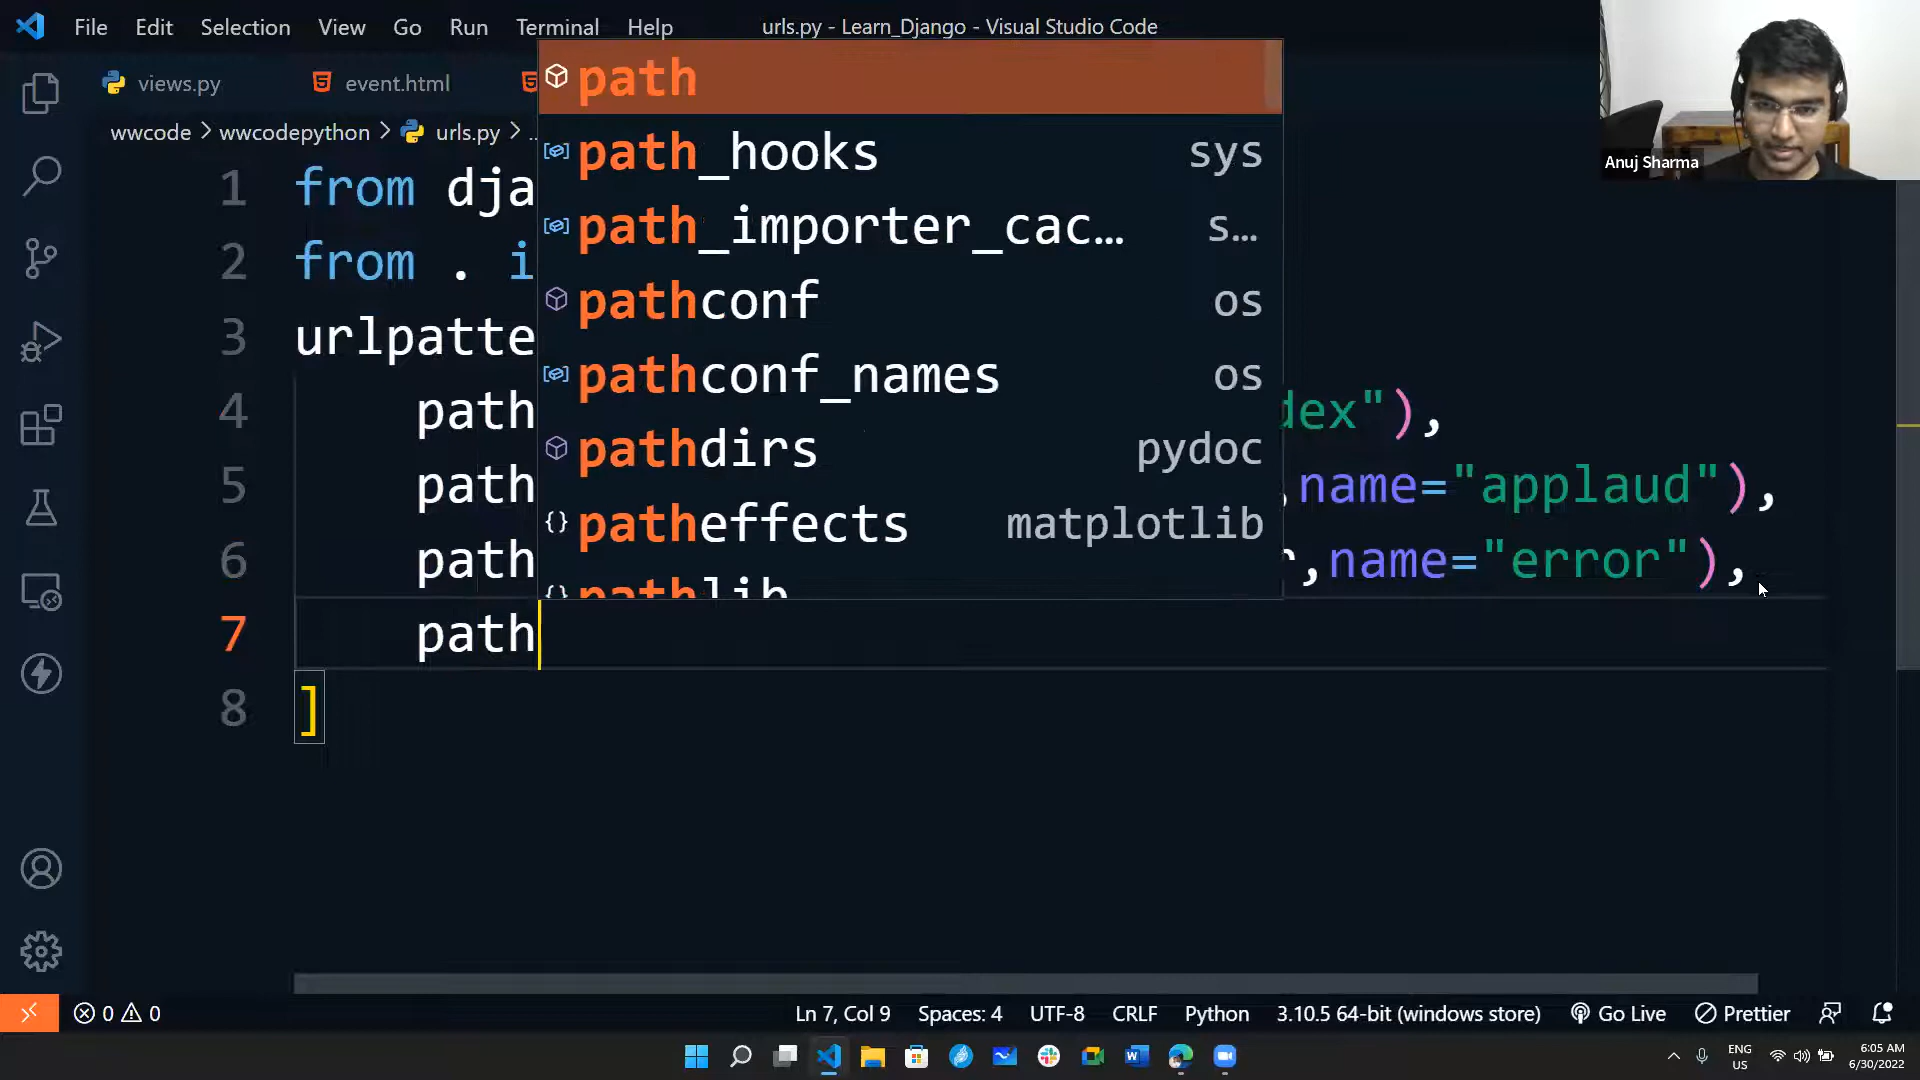 File Edit Selection View Go Run Terminal Help
urls.py - Learn_Django - Visual Studio Code
views.py
event.html
wwcode > wwcodepython > urls.py > ..
Anuj Sharma
path
path_hooks sys
path_importer_cac… s…
pathconf os
pathconf_names os
pathdirs pydoc
patheffects matplotlib
pathlib
1 from dja
2 from . i
3 urlpatte
4 path dex"),
5 path ,name="applaud"),
6 path r,name="error"),
7 path
8 ]
0 0
Ln 7, Col 9 Spaces: 4 UTF-8 CRLF Python 3.10.5 64-bit (windows store) Go Live Prettier
ENG
US
6:05 AM
6/30/2022